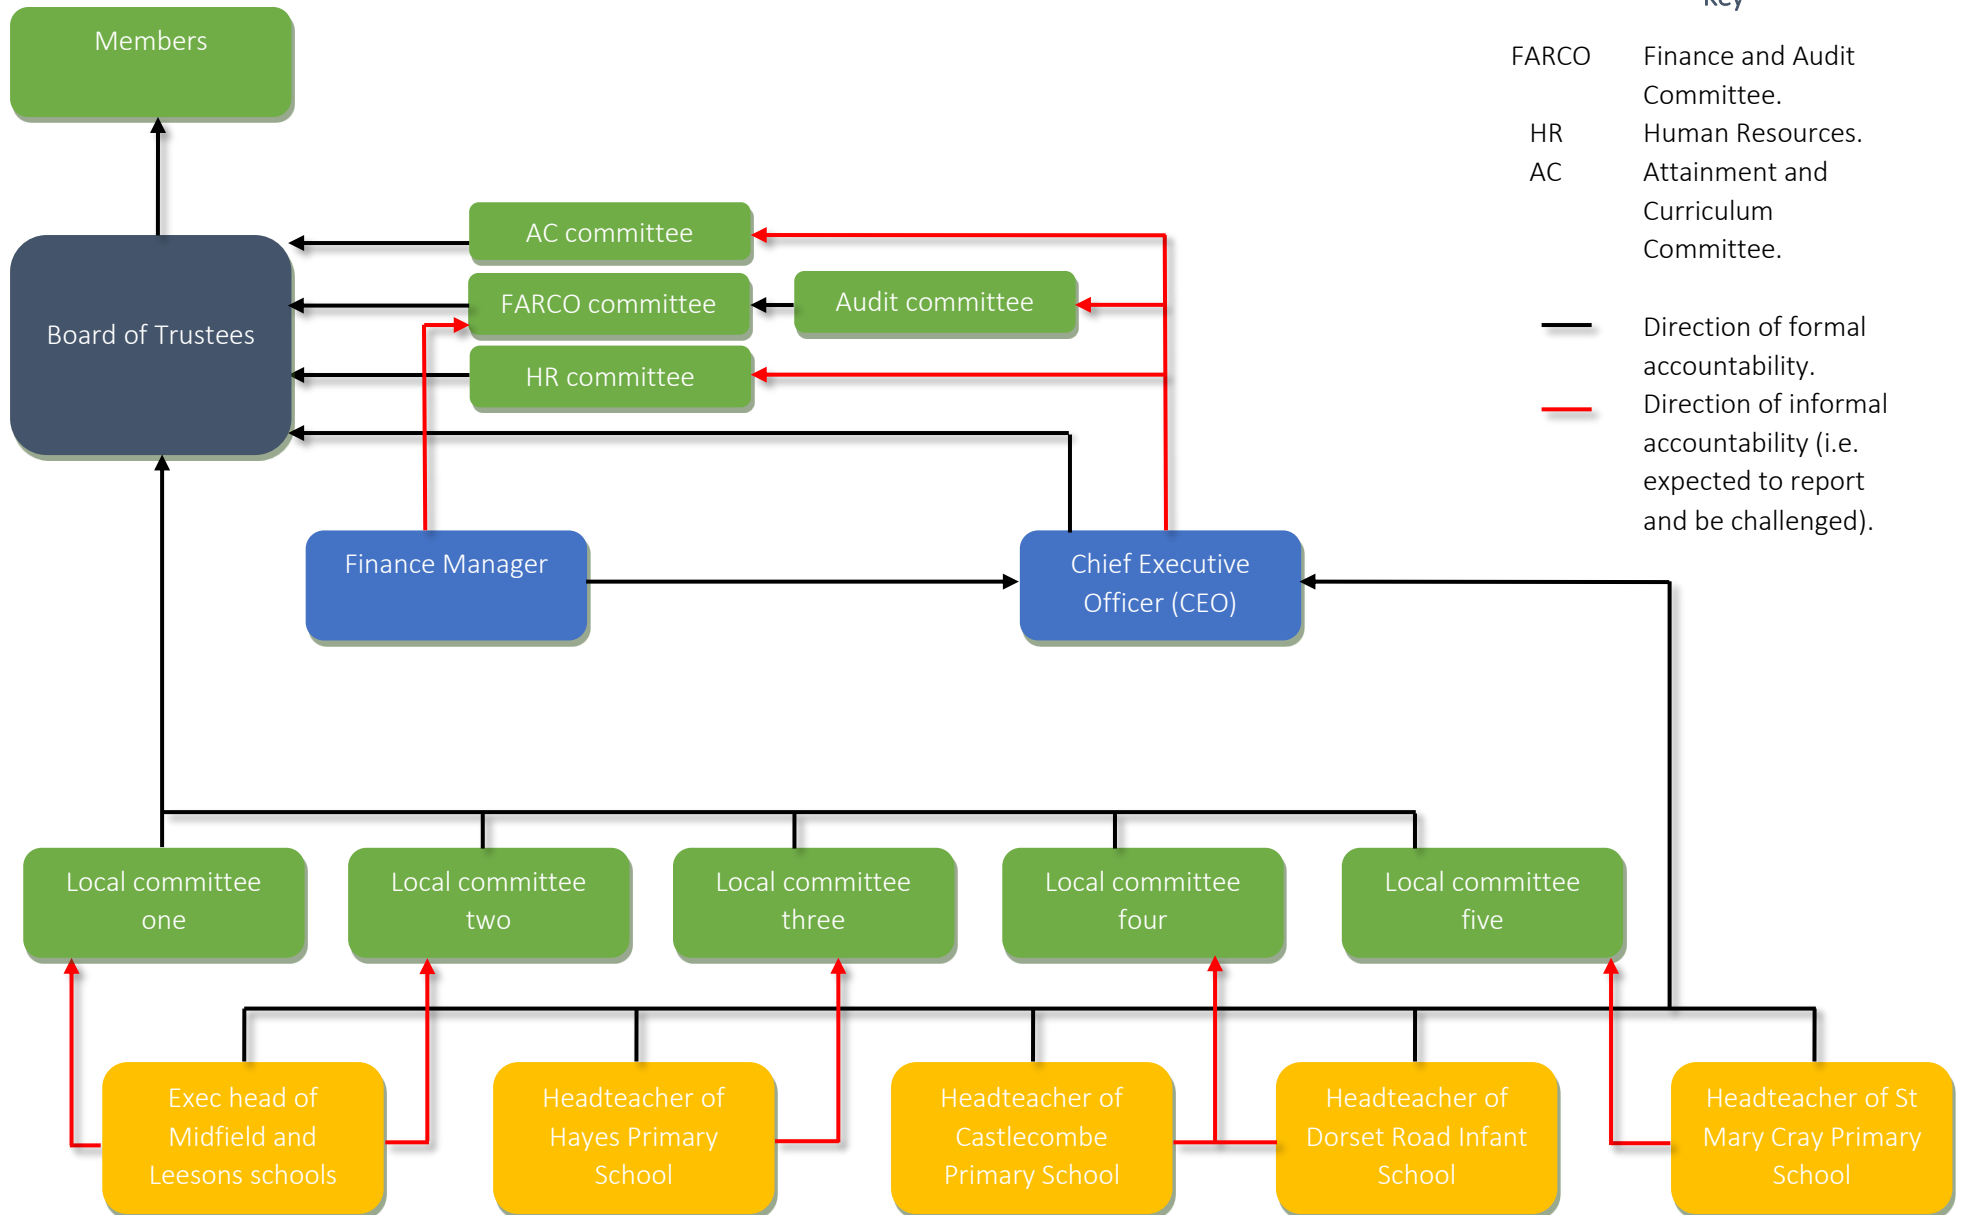 Key
Members
FARCO Finance and Audit
Committee.
HR Human Resources.
AC Attainment and
Curriculum
Committee.
AC committee
FARCO committee
Audit committee
Board of Trustees
HR committee
Direction of formal
accountability.
Direction of informal
accountability (i.e.
expected to report
and be challenged).
Finance Manager
Chief Executive
Officer (CEO)
Local committee
one
Local committee
two
Local committee
three
Local committee
four
Local committee
five
Exec head of
Midfield and
Leesons schools
Headteacher of
Hayes Primary
School
Headteacher of
Castlecombe
Primary School
Headteacher of
Dorset Road Infant
School
Headteacher of St
Mary Cray Primary
School